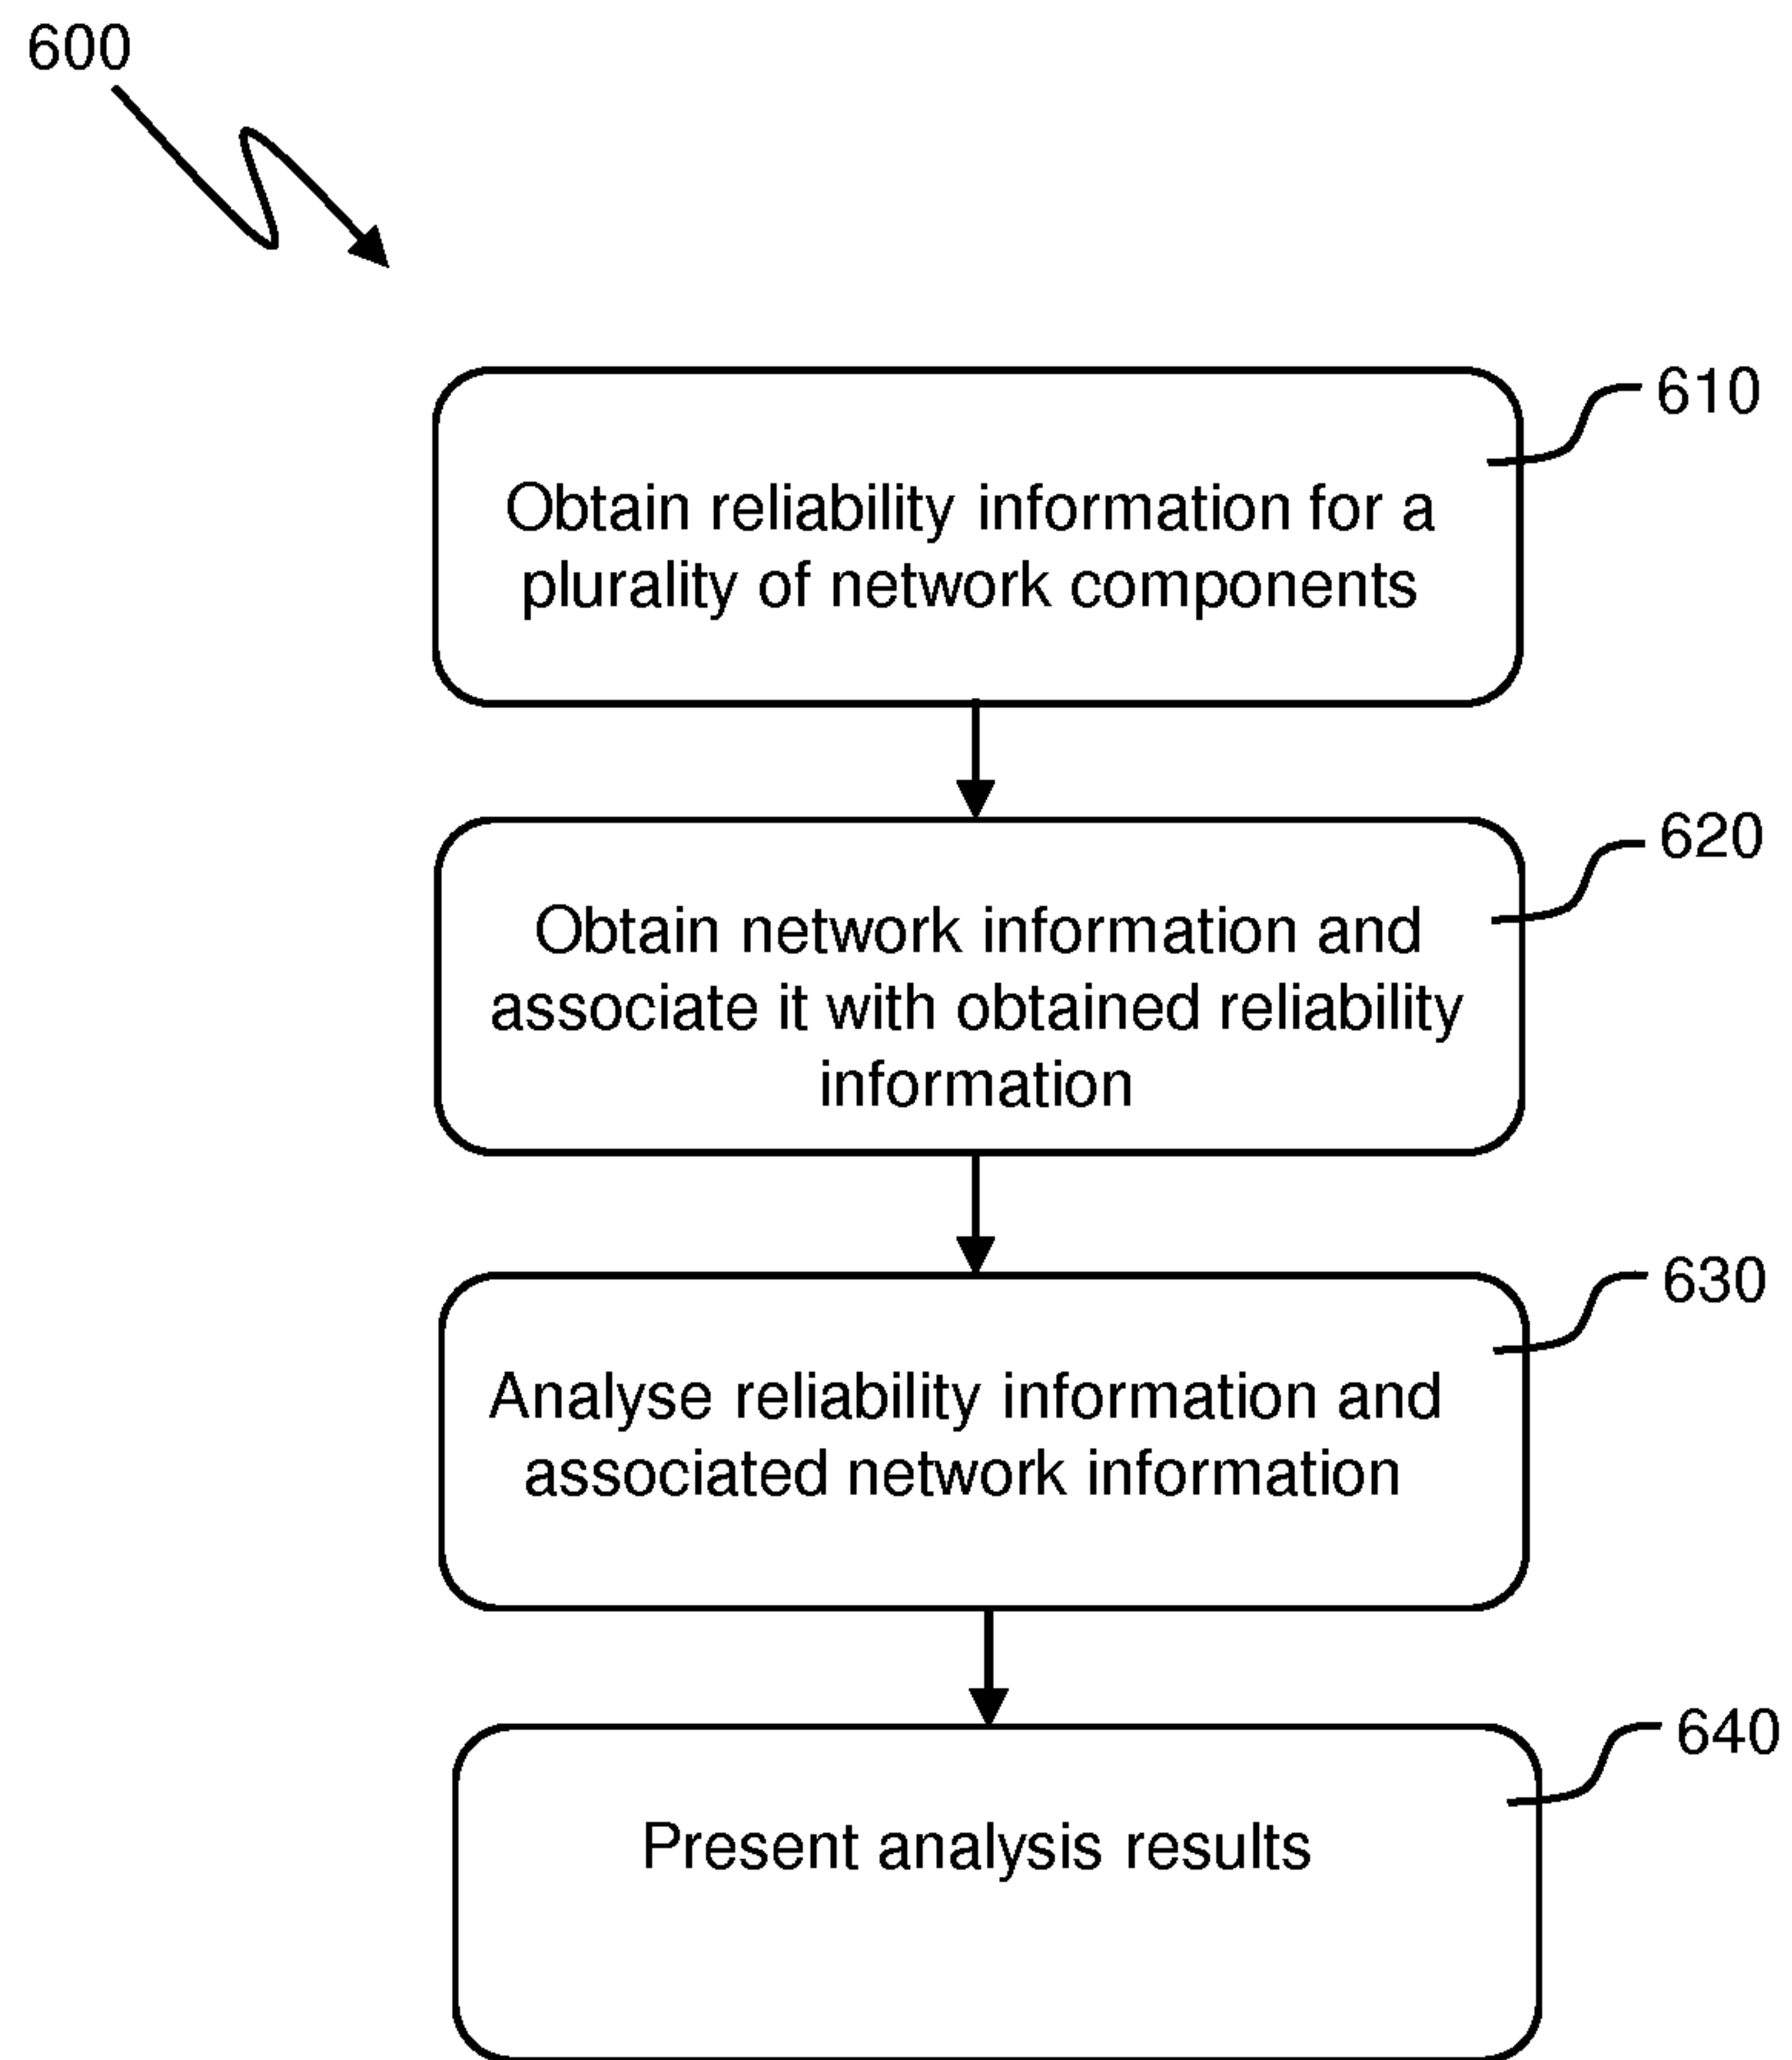 600
610
Obtain reliability information for a
plurality of network components
620
Obtain network information and
associate it with obtained reliability
information
630
Analyse reliability information and
associated network information
640
Present analysis results